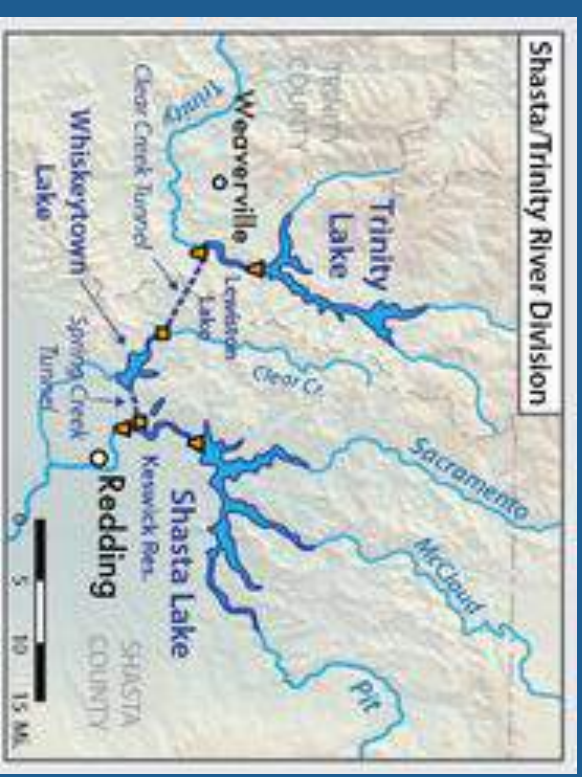 Shasta/Trinity River Division
TRINITY
COUNTY
Trinity
Weaverville
Clear Creek Tunnel
Trinity
Lake
Lewiston
Lake
Whiskeytown
Lake
Clear Cr.
Spring Creek
Tunnel
Sacramento
McCloud
Pit
Shasta Lake
Keswick Res.
Redding
SHASTA
COUNTY
0 5 10 15 Mi.